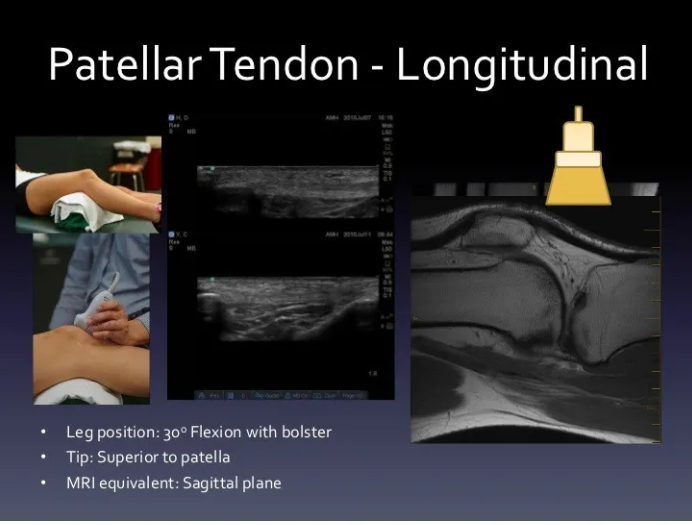 Patellar Tendon - Longitudinal
Leg position: 30° Flexion with bolster
Tip: Superior to patella
MRI equivalent: Sagittal plane